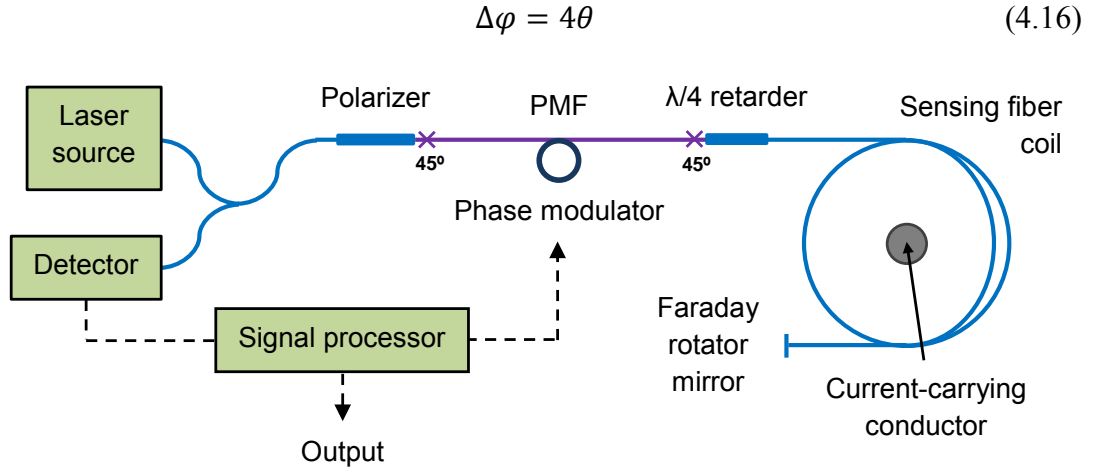 Δφ = 4θ (4.16)
Laser
source
Polarizer
PMF
λ/4 retarder
Sensing fiber
coil
45º
45º
Phase modulator
Detector
Signal processor
Faraday
rotator
mirror
Current-carrying
conductor
Output